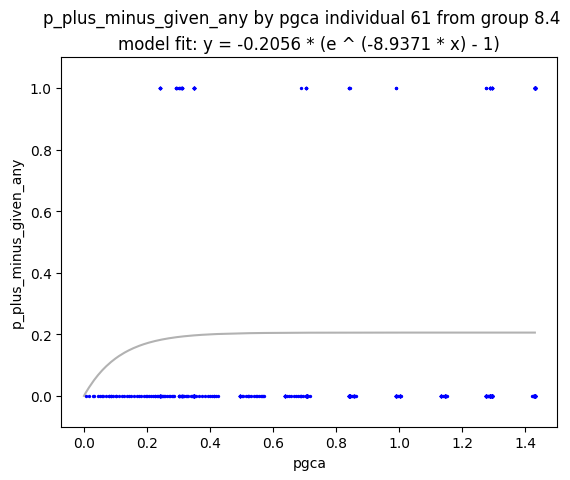 p_plus_minus_given_any by pgca individual 61 from group 8.4
model fit: y = -0.2056 * (e ^ (-8.9371 * x) - 1)
1.0
0.8
0.6
0.4
0.2
0.0
p_plus_minus_given_any
0.0 0.2 0.4 0.6 0.8 1.0 1.2 1.4
pgca